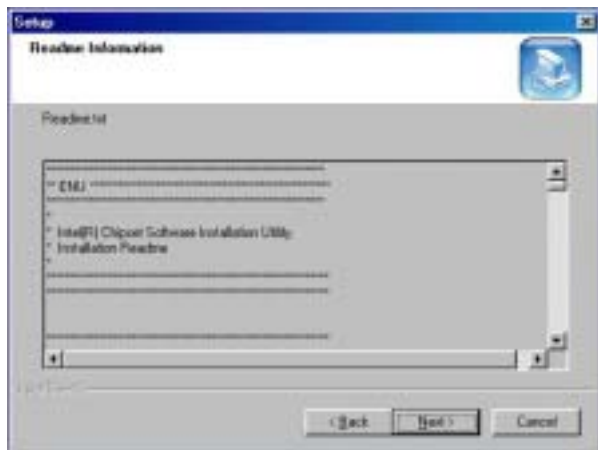 Setup
Readme Information
Readme.txt
** ENU **
* Intel(R) Chipset Software Installation Utility
* Installation Readme
< Back
Next >
Cancel